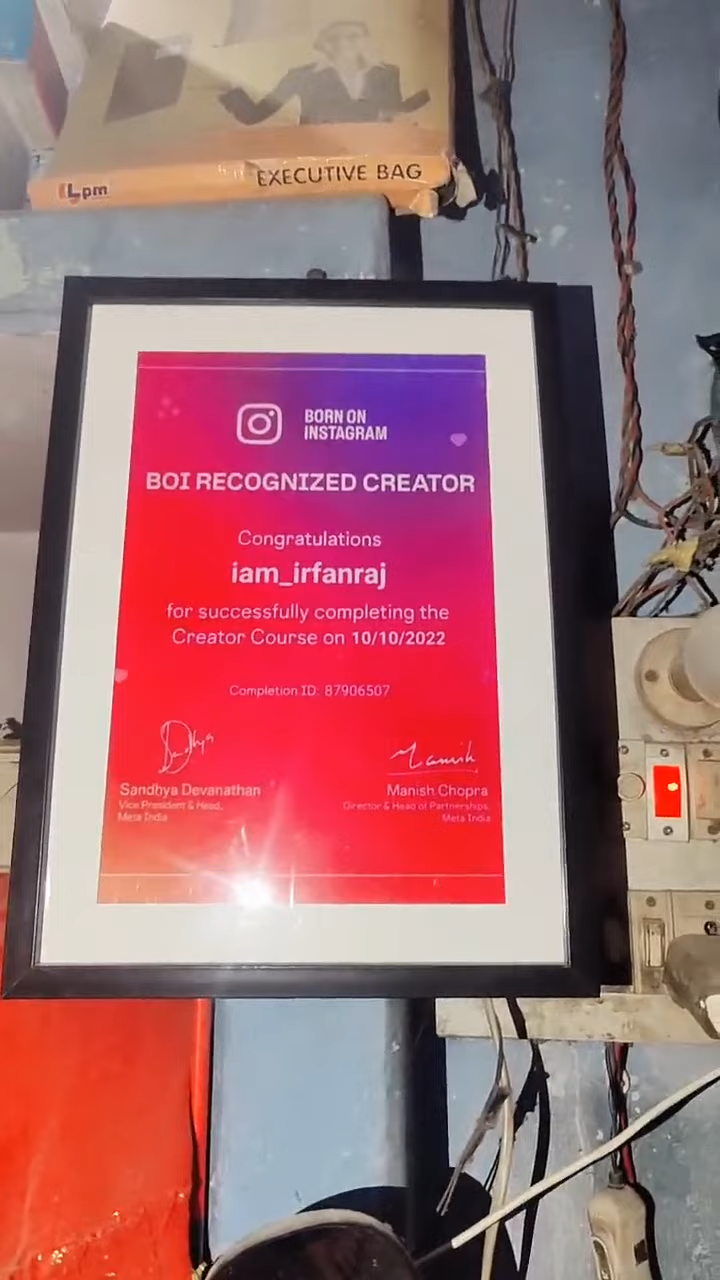 Lpm
EXECUTIVE BAG
BORN ON
INSTAGRAM
BOI RECOGNIZED CREATOR
Congratulations
iam_irfanraj
for successfully completing the
Creator Course on 10/10/2022
Completion ID: 87906507
Sandhya
Manish
Sandhya Devanathan
Vice President & Head,
Meta India
Manish Chopra
Director & Head of Partnerships,
Meta India